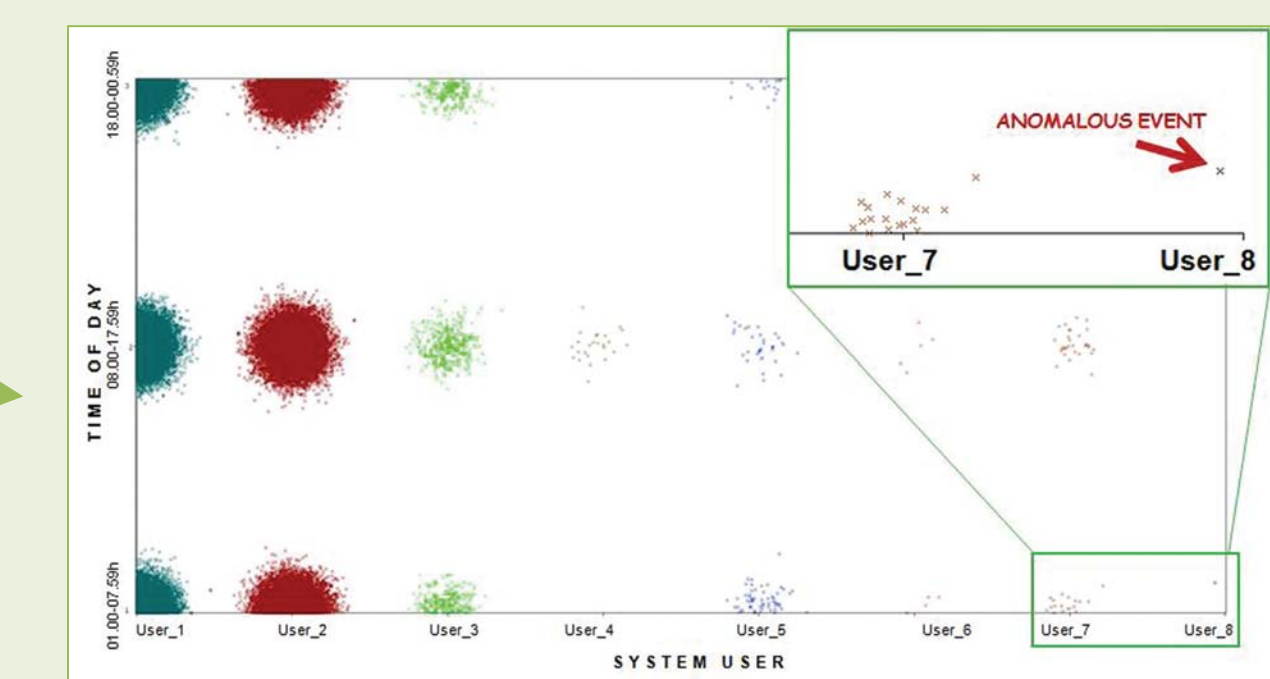 18.00-00.59h
ANOMALOUS EVENT
User_7
User_8
TIME OF DAY
08.00-17.59h
01.00-07.59h
User_1
User_2
User_3
User_4
User_5
User_6
User_7
User_8
SYSTEM USER